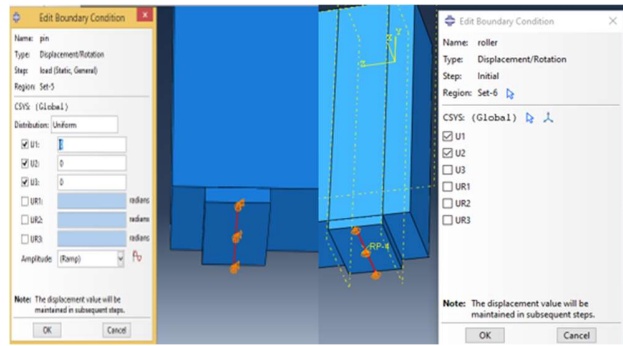 Edit Boundary Condition
Name: pin
Type: Displacement/Rotation
Step: load (Static, General)
Region: Set-5
CSYS: (Global)
Distribution: Uniform
U1:
U2: 0
U3: 0
UR1: radians
UR2: radians
UR3: radians
Amplitude: (Ramp)
Note: The displacement value will be
maintained in subsequent steps.
OK Cancel
RP-4
Edit Boundary Condition
Name: roller
Type: Displacement/Rotation
Step: Initial
Region: Set-6
CSYS: (Global)
U1
U2
U3
UR1
UR2
UR3
Note: The displacement value will be
maintained in subsequent steps.
OK Cancel